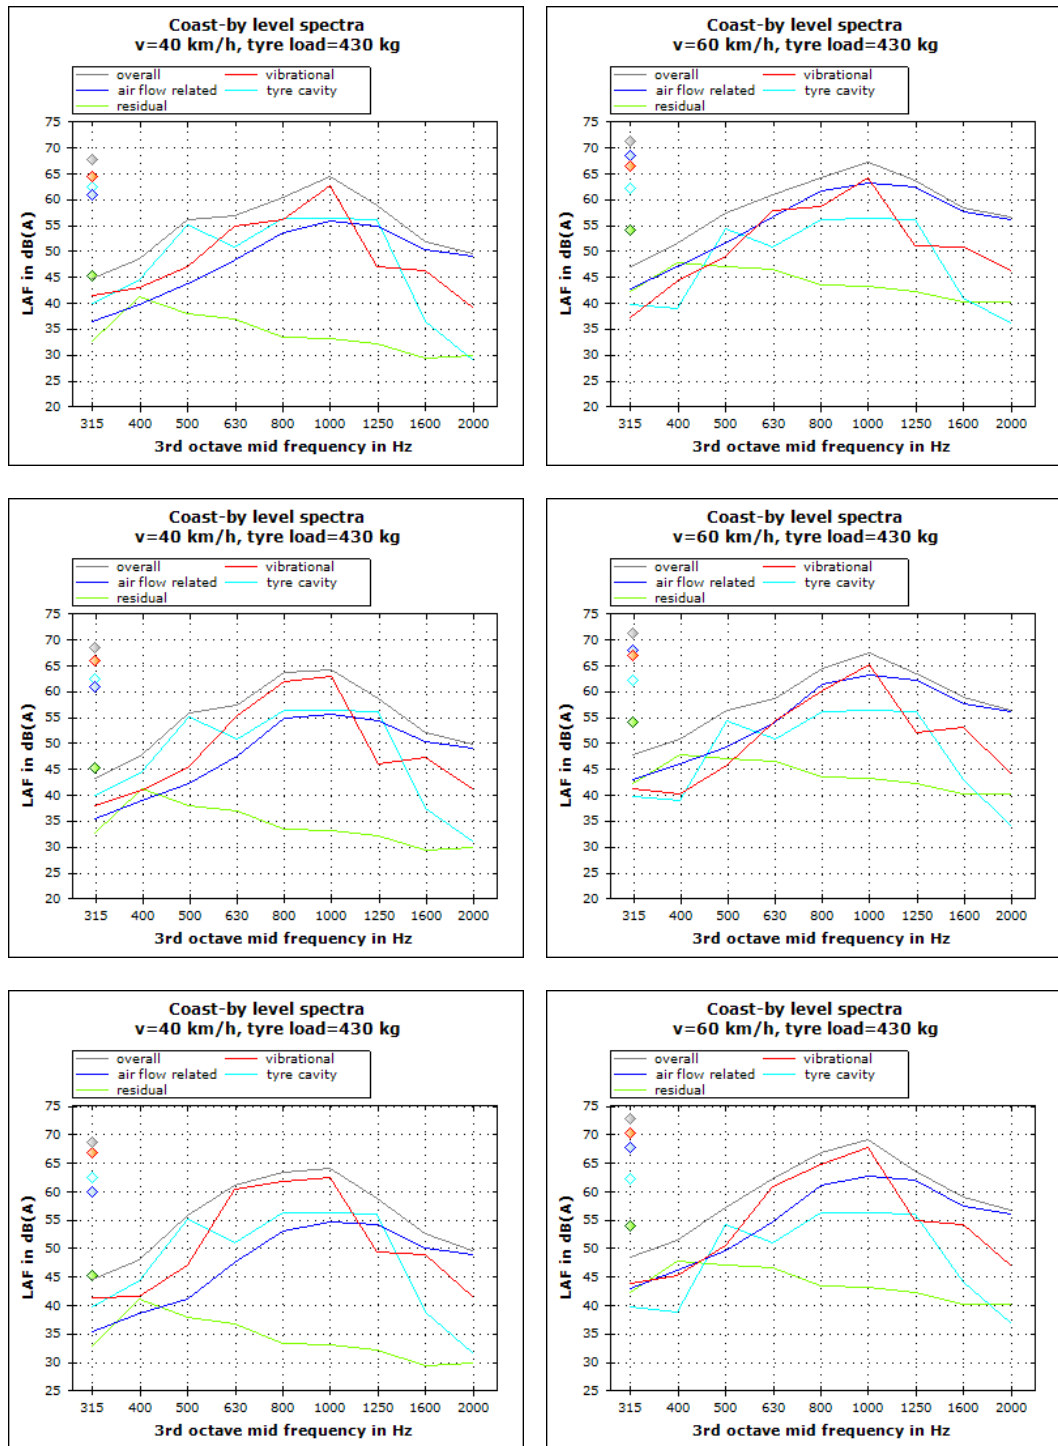 Coast-by level spectra
v=40 km/h, tyre load=430 kg
overall
vibrational
air flow related
tyre cavity
residual
LAF in dB(A)
75
70
65
60
55
50
45
40
35
30
25
20
315 400 500 630 800 1000 1250 1600 2000
3rd octave mid frequency in Hz
Coast-by level spectra
v=60 km/h, tyre load=430 kg
overall
vibrational
air flow related
tyre cavity
residual
LAF in dB(A)
75
70
65
60
55
50
45
40
35
30
25
20
315 400 500 630 800 1000 1250 1600 2000
3rd octave mid frequency in Hz
Coast-by level spectra
v=40 km/h, tyre load=430 kg
overall
vibrational
air flow related
tyre cavity
residual
LAF in dB(A)
75
70
65
60
55
50
45
40
35
30
25
20
315 400 500 630 800 1000 1250 1600 2000
3rd octave mid frequency in Hz
Coast-by level spectra
v=60 km/h, tyre load=430 kg
overall
vibrational
air flow related
tyre cavity
residual
LAF in dB(A)
75
70
65
60
55
50
45
40
35
30
25
20
315 400 500 630 800 1000 1250 1600 2000
3rd octave mid frequency in Hz
Coast-by level spectra
v=40 km/h, tyre load=430 kg
overall
vibrational
air flow related
tyre cavity
residual
LAF in dB(A)
75
70
65
60
55
50
45
40
35
30
25
315 400 500 630 800 1000 1250 1600 2000
3rd octave mid frequency in Hz
Coast-by level spectra
v=60 km/h, tyre load=430 kg
overall
vibrational
air flow related
tyre cavity
residual
LAF in dB(A)
75
70
65
60
55
50
45
40
35
30
25
315 400 500 630 800 1000 1250 1600 2000
3rd octave mid frequency in Hz